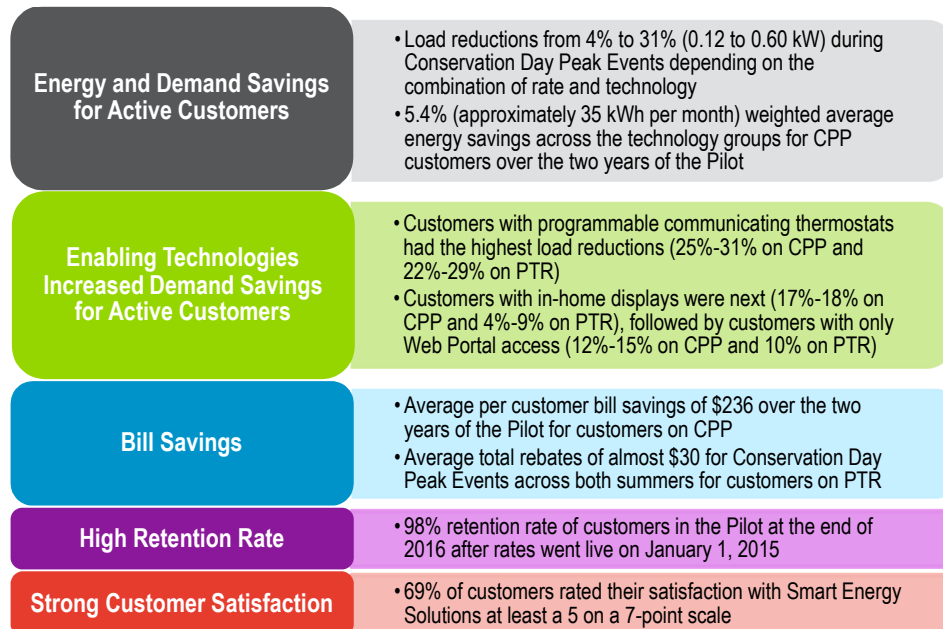 Energy and Demand Savings
for Active Customers
• Load reductions from 4% to 31% (0.12 to 0.60 kW) during
Conservation Day Peak Events depending on the
combination of rate and technology
• 5.4% (approximately 35 kWh per month) weighted average
energy savings across the technology groups for CPP
customers over the two years of the Pilot
Enabling Technologies
Increased Demand Savings
for Active Customers
• Customers with programmable communicating thermostats
had the highest load reductions (25%-31% on CPP and
22%-29% on PTR)
• Customers with in-home displays were next (17%-18% on
CPP and 4%-9% on PTR), followed by customers with only
Web Portal access (12%-15% on CPP and 10% on PTR)
Bill Savings
• Average per customer bill savings of $236 over the two
years of the Pilot for customers on CPP
• Average total rebates of almost $30 for Conservation Day
Peak Events across both summers for customers on PTR
High Retention Rate
• 98% retention rate of customers in the Pilot at the end of
2016 after rates went live on January 1, 2015
Strong Customer Satisfaction
• 69% of customers rated their satisfaction with Smart Energy
Solutions at least a 5 on a 7-point scale